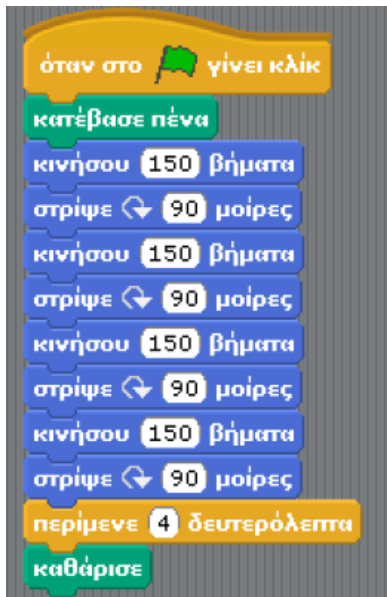 όταν στο γίνει κλίκ
κατέβασε πένα
κινήσου 150 βήματα
στρίψε 90 μοίρες
κινήσου 150 βήματα
στρίψε 90 μοίρες
κινήσου 150 βήματα
στρίψε 90 μοίρες
κινήσου 150 βήματα
στρίψε 90 μοίρες
περίμενε 4 δευτερόλεπτα
καθάρισε